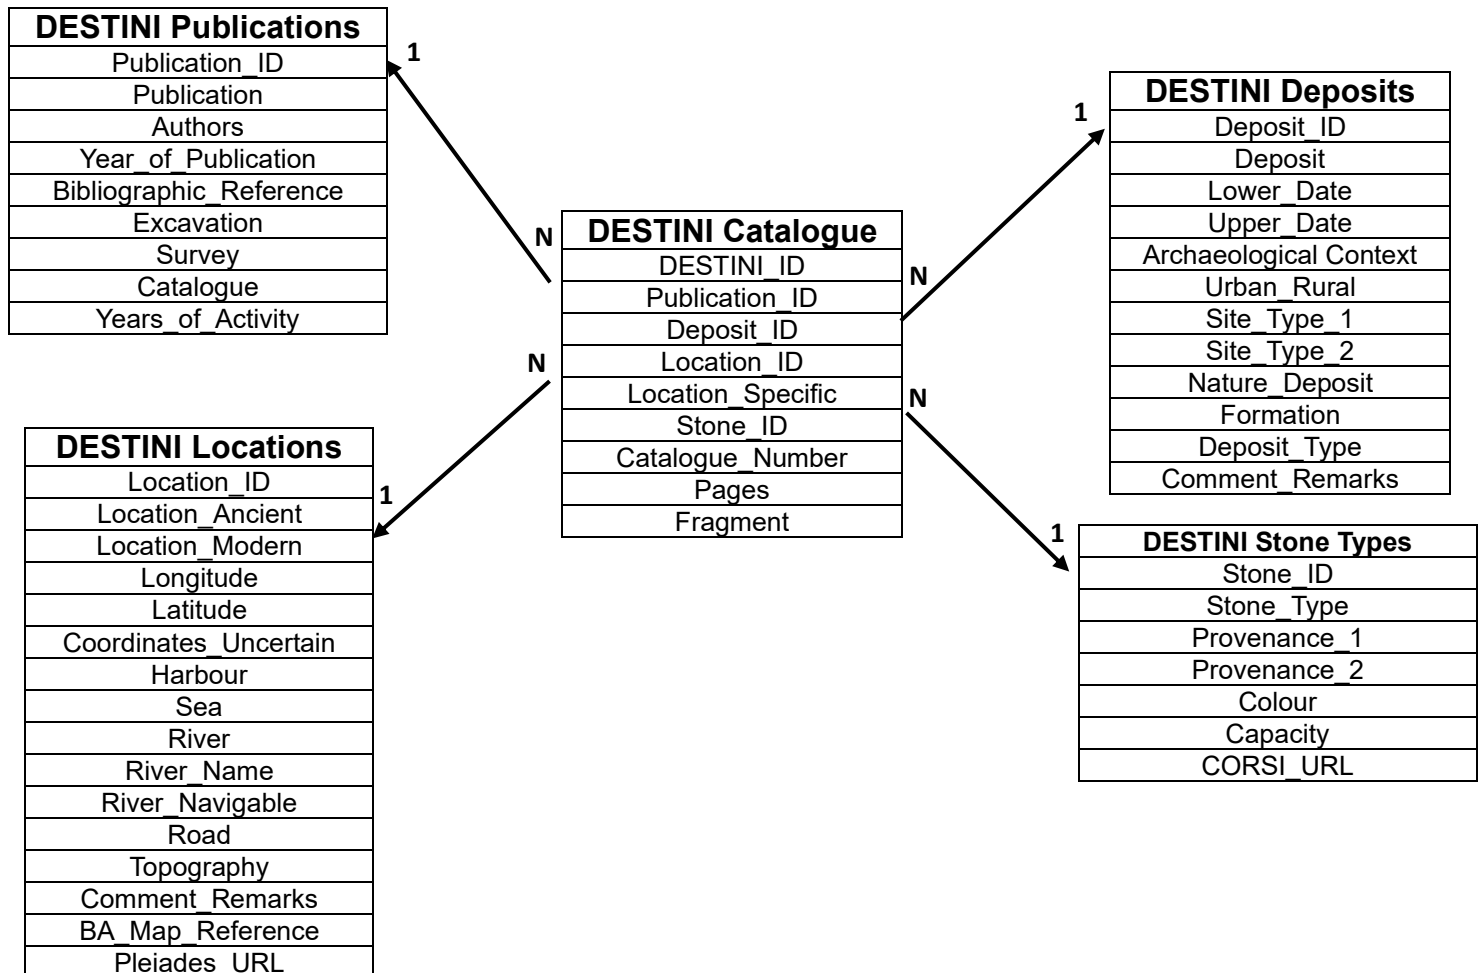 DESTINI Publications
Publication_ID
Publication
Authors
Year_of_Publication
Bibliographic_Reference
Excavation
Survey
Catalogue
Years_of_Activity
1
N
DESTINI Catalogue
DESTINI_ID
Publication_ID
Deposit_ID
Location_ID
Location_Specific
Stone_ID
Catalogue_Number
Pages
Fragment
1
N
DESTINI Deposits
Deposit_ID
Deposit
Lower_Date
Upper_Date
Archaeological Context
Urban_Rural
Site_Type_1
Site_Type_2
Nature_Deposit
Formation
Deposit_Type
Comment_Remarks
N
1
DESTINI Locations
Location_ID
Location_Ancient
Location_Modern
Longitude
Latitude
Coordinates_Uncertain
Harbour
Sea
River
River_Name
River_Navigable
Road
Topography
Comment_Remarks
BA_Map_Reference
Pleiades_URL
N
1
DESTINI Stone Types
Stone_ID
Stone_Type
Provenance_1
Provenance_2
Colour
Capacity
CORSI_URL